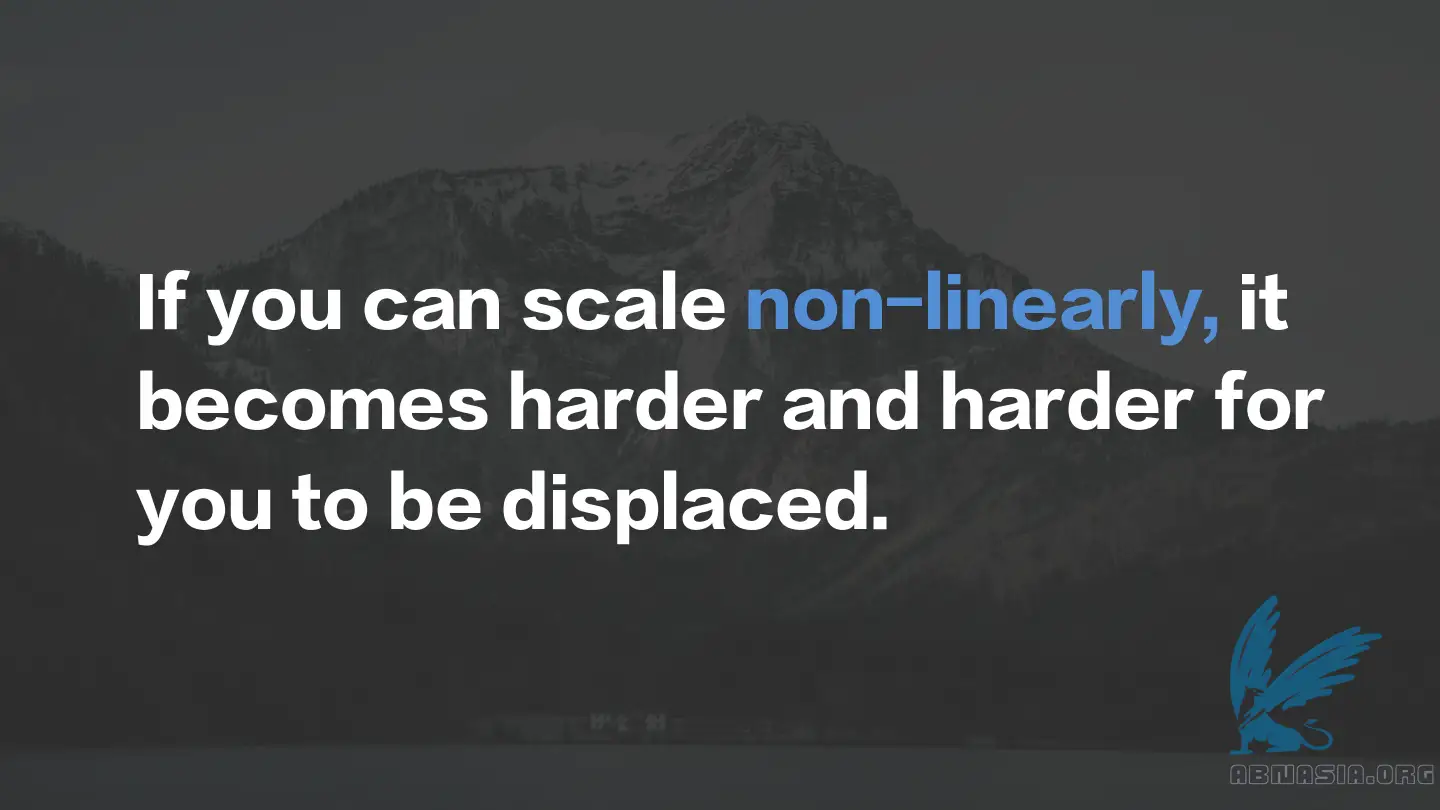 If you can scale non-linearly, it
becomes harder and harder for
you to be displaced.
ABNASIA.ORG